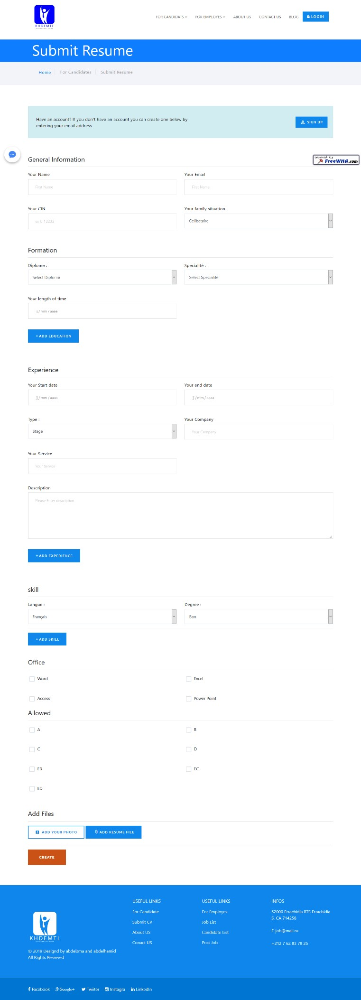 KHDEMTI
FOR CANDIDATS
FOR EMPLOYES
ABOUT US
CONTACT US
BLOG
LOGIN
Submit Resume
Home
For Candidates
Submit Resume
Have an account? If you don't have an account you can create one below by
entering your email address
SIGN UP
powered by
FreeWHA.com
General Information
Your Name
Your Email
First Name
First Name
Your CIN
Your family situation
ex U 12232
Celibataire
Formation
Diplome :
Specialité :
Select Diplome
Select Specialité
Your length of time
jj / mm / aaaa
+ ADD EDUCATION
Experience
Your Start date
Your end date
jj / mm / aaaa
jj / mm / aaaa
Type :
Your Company
Stage
Your Company
Your Service
Your Service
Description
Please Enter description
+ ADD EXPERIENCE
skill
Langue :
Degree :
Français
Bon
+ ADD SKILL
Office
Word
Excel
Access
Power Point
Allowed
A
B
C
D
EB
EC
ED
Add Files
ADD YOUR PHOTO
ADD RESUME FILE
CREATE
KHDEMTI
© 2019 Designd by abdelsma and abdelhamid
All Rights Reserved
USEFUL LINKS
For Candidate
Submit CV
About US
Conact US
USEFUL LINKS
For Employes
Job List
Candidate List
Post Job
INFOS
52000 Errachidia BTS Errachidia
S, CA 714258
E-job@mail.ru
+212 7 62 83 78 25
Facebook
Google+
Twiiter
Instagra
LinkedIn